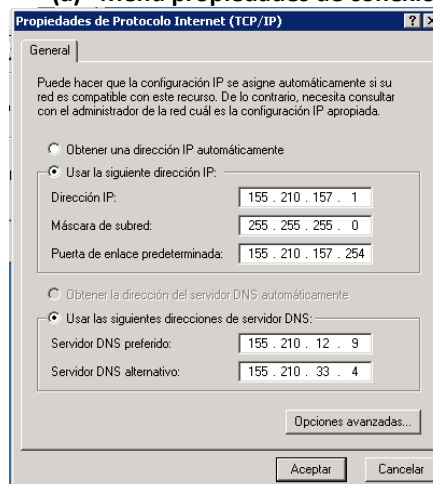 (a) Menú propiedades de conexió
Propiedades de Protocolo Internet (TCP/IP)
General
Puede hacer que la configuración IP se asigne automáticamente si su
red es compatible con este recurso. De lo contrario, necesita consultar
con el administrador de la red cuál es la configuración IP apropiada.
Obtener una dirección IP automáticamente
Usar la siguiente dirección IP:
Dirección IP: 155 . 210 . 157 . 1
Máscara de subred: 255 . 255 . 255 . 0
Puerta de enlace predeterminada: 155 . 210 . 157 . 254
Obtener la dirección del servidor DNS automáticamente
Usar las siguientes direcciones de servidor DNS:
Servidor DNS preferido: 155 . 210 . 12 . 9
Servidor DNS alternativo: 155 . 210 . 33 . 4
Opciones avanzadas...
Aceptar Cancelar